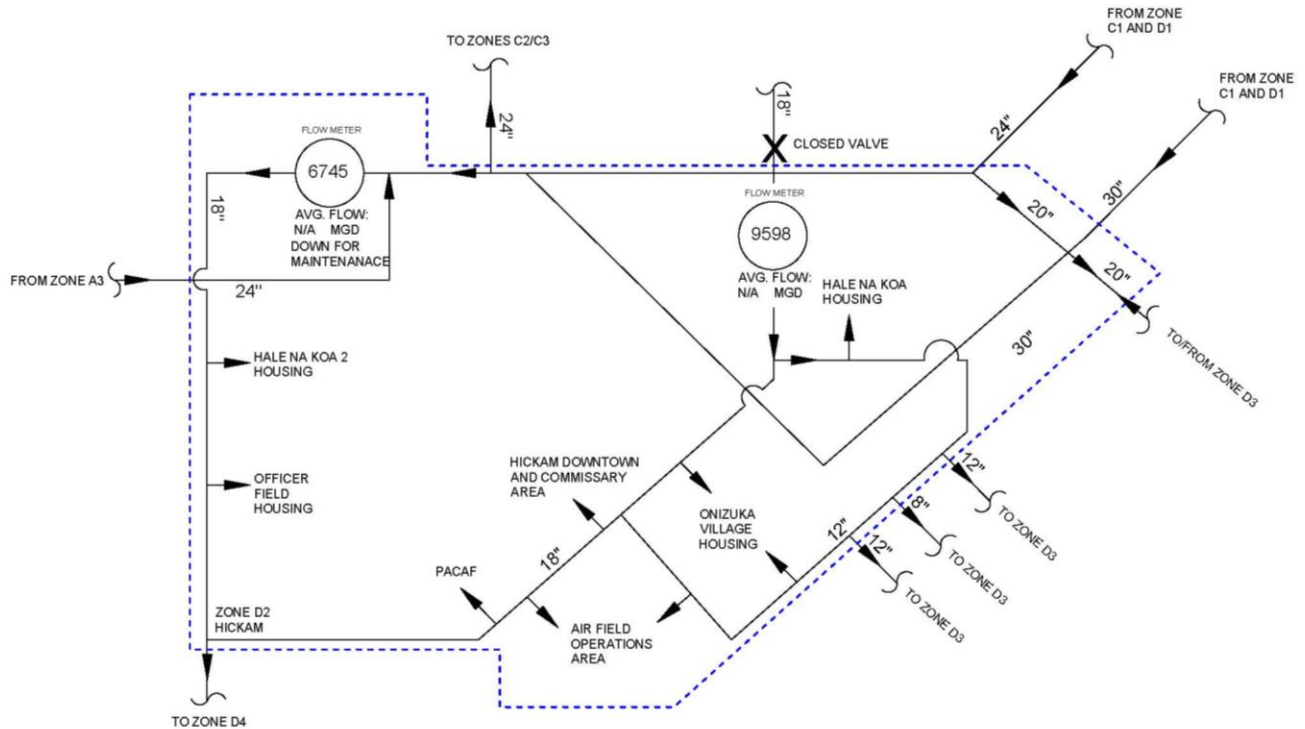 FROM ZONE
C1 AND D1
TO ZONES C2/C3
FROM ZONE
C1 AND D1
18"
24"
24"
FLOW METER
6745
AVG. FLOW:
N/A MGD
DOWN FOR
MAINTENANACE
CLOSED VALVE
FLOW METER
9598
AVG. FLOW:
N/A MGD
18"
20"
30"
20"
FROM ZONE A3
24"
HALE NA KOA
HOUSING
30"
TO/FROM ZONE D3
HALE NA KOA 2
HOUSING
HICKAM DOWNTOWN
AND COMMISSARY
AREA
OFFICER
FIELD
HOUSING
ONIZUKA
VILLAGE
HOUSING
12"
TO ZONE D3
8"
TO ZONE D3
12"
12"
TO ZONE D3
18"
PACAF
ZONE D2
HICKAM
AIR FIELD
OPERATIONS
AREA
TO ZONE D4